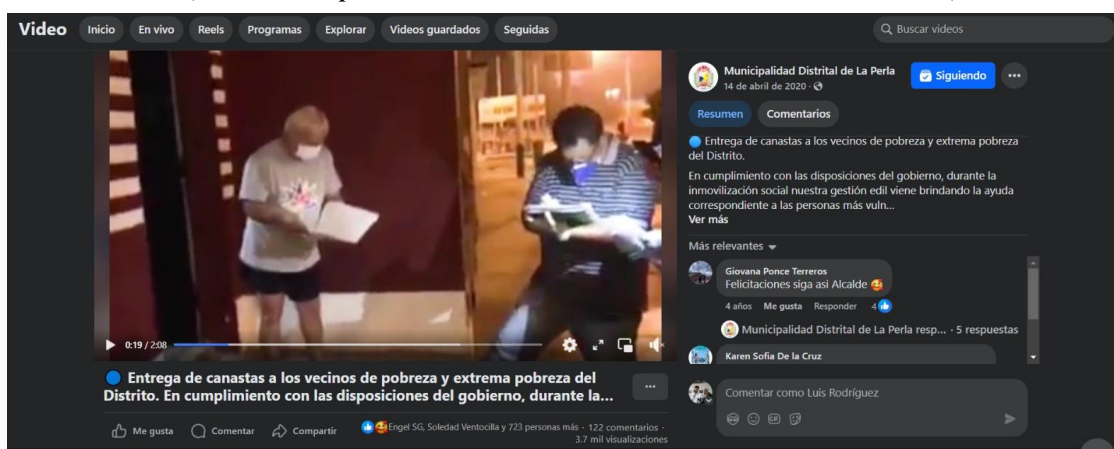 Video Inicio En vivo Reels Programas Explorar Videos guardados Seguidas Buscar videos
0:19 / 2:08
🔵 Entrega de canastas a los vecinos de pobreza y extrema pobreza del
Distrito. En cumplimiento con las disposiciones del gobierno, durante la... ...
Me gusta Comentar Compartir Engel SG, Soledad Ventocilla y 723 personas más · 122 comentarios ·
3.7 mil visualizaciones
Municipalidad Distrital de La Perla Siguiendo ...
14 de abril de 2020 ·
Resumen Comentarios
🔵 Entrega de canastas a los vecinos de pobreza y extrema pobreza
del Distrito.
En cumplimiento con las disposiciones del gobierno, durante la
inmovilización social nuestra gestión edil viene brindando la ayuda
correspondiente a las personas más vuln...
Ver más
Más relevantes
Giovana Ponce Terreros
Felicitaciones siga asi Alcalde 🥰
4 años Me gusta Responder 4
Municipalidad Distrital de La Perla resp... · 5 respuestas
Karen Sofia De la Cruz
Comentar como Luis Rodríguez
GIF